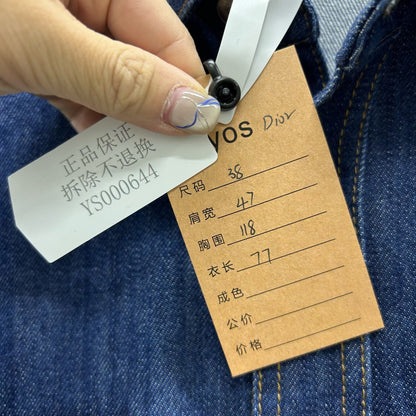 正品保证
拆除不退换
YS000644
yos Dior
尺码 38
肩宽 47
胸围 118
衣长 77
成色
公价
价格